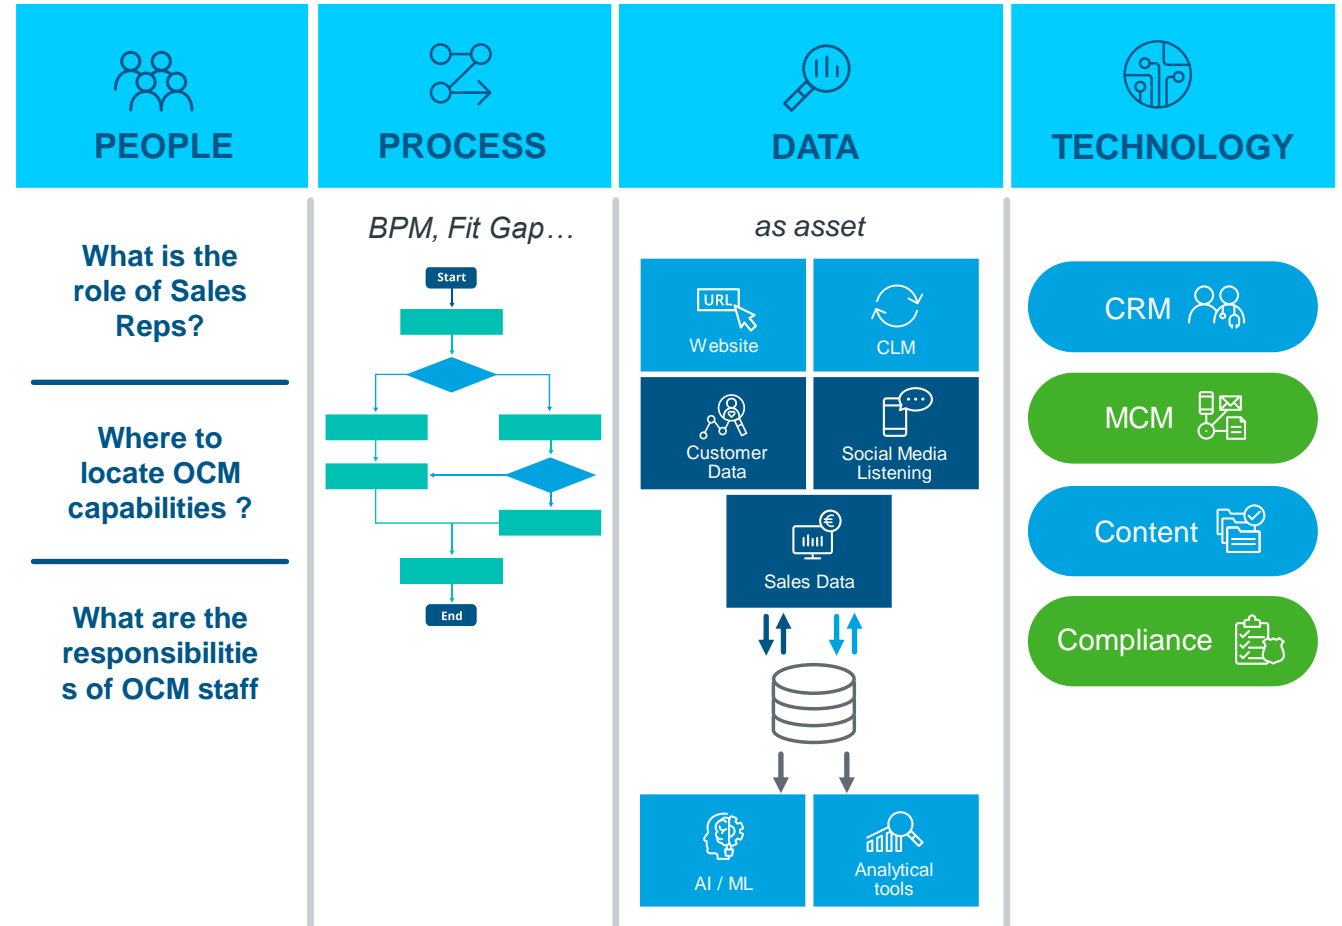 PEOPLE
PROCESS
DATA
TECHNOLOGY
What is the
role of Sales
Reps?
Where to
locate OCM
capabilities ?
What are the
responsibilitie
s of OCM staff
BPM, Fit Gap…
Start
End
as asset
URL
Website
CLM
Customer
Data
Social Media
Listening
€
Sales Data
AI / ML
Analytical
tools
CRM
MCM
Content
Compliance